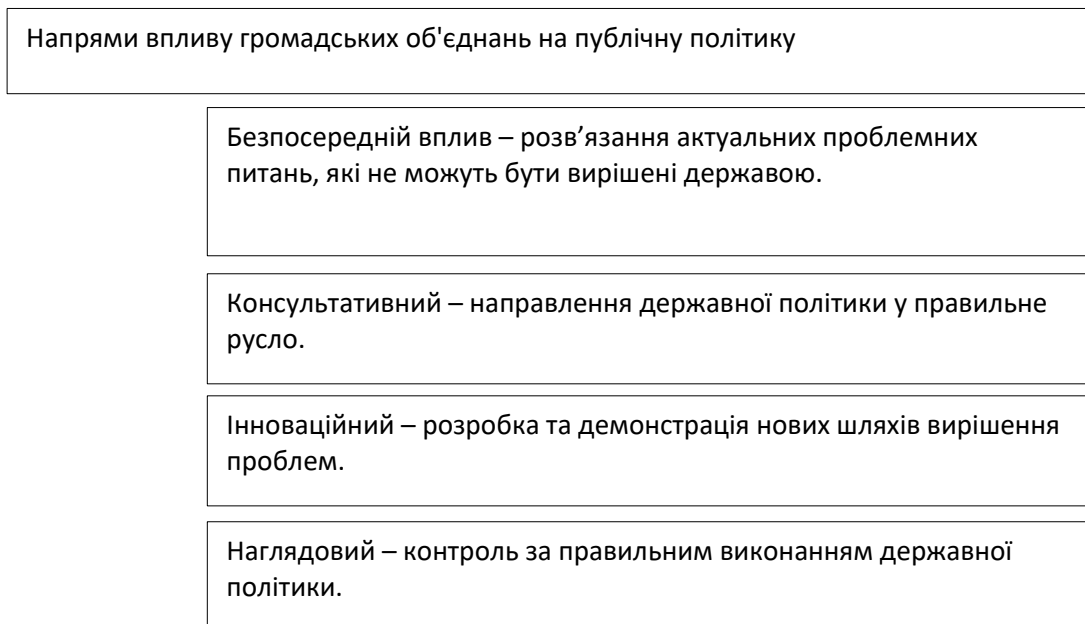 Напрями впливу громадських об'єднань на публічну політику
Безпосередній вплив – розв’язання актуальних проблемних
питань, які не можуть бути вирішені державою.
Консультативний – направлення державної політики у правильне
русло.
Інноваційний – розробка та демонстрація нових шляхів вирішення
проблем.
Наглядовий – контроль за правильним виконанням державної
політики.